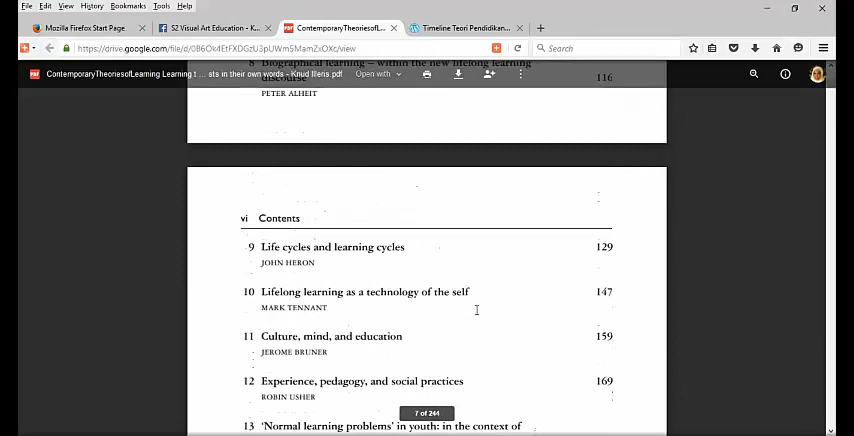 File Edit View History Bookmarks Tools Help
Mozilla Firefox Start Page
S2 Visual Art Education - K...
ContemporaryTheoriesofL...
Timeline Teori Pendidikan...
https://drive.google.com/file/d/0B6Ok4EtFXDGzU3pUWm5MamZxOXc/view
Search
PDF ContemporaryTheoriesofLearning Learning t ... sts in their own words - Knud Illeris.pdf
Open with
8 Biographical learning – within the new lifelong learning
discourse 116
PETER ALHEIT
vi Contents
9 Life cycles and learning cycles 129
JOHN HERON
10 Lifelong learning as a technology of the self 147
MARK TENNANT
11 Culture, mind, and education 159
JEROME BRUNER
12 Experience, pedagogy, and social practices 169
ROBIN USHER
7 of 244
13 'Normal learning problems' in youth: in the context of